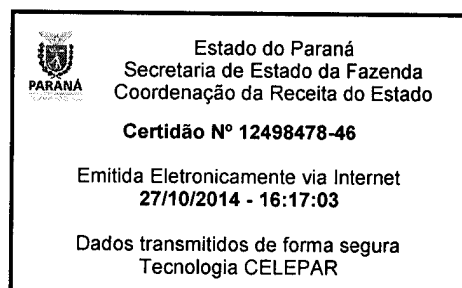 Estado do Paraná
Secretaria de Estado da Fazenda
PARANÁ
Coordenação da Receita do Estado
Certidão Nº 12498478-46
Emitida Eletronicamente via Internet
27/10/2014 - 16:17:03
Dados transmitidos de forma segura
Tecnologia CELEPAR